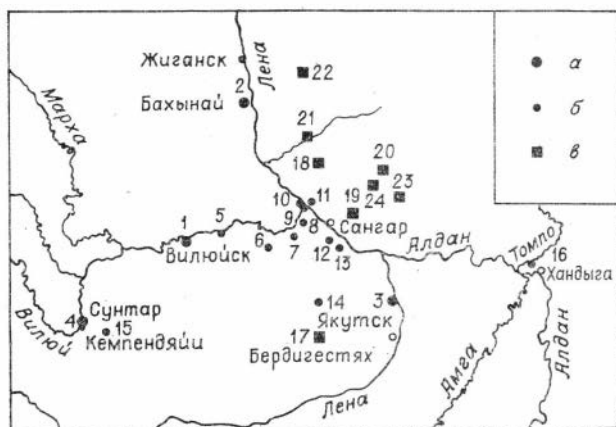 Жиганск
Лена
22
а
2
Бахынай
б
Марха
21
в
18
20
10
11
19
24
23
1
5
9
8
Сангар
Вилюйск
6
7
12
13
Алдан
Томпо
16
Хандыга
4
Сунтар
14
3
Вилюй
15
Якутск
Кемпендяйи
17
Бердигестях
Амга
Алдан
Лена